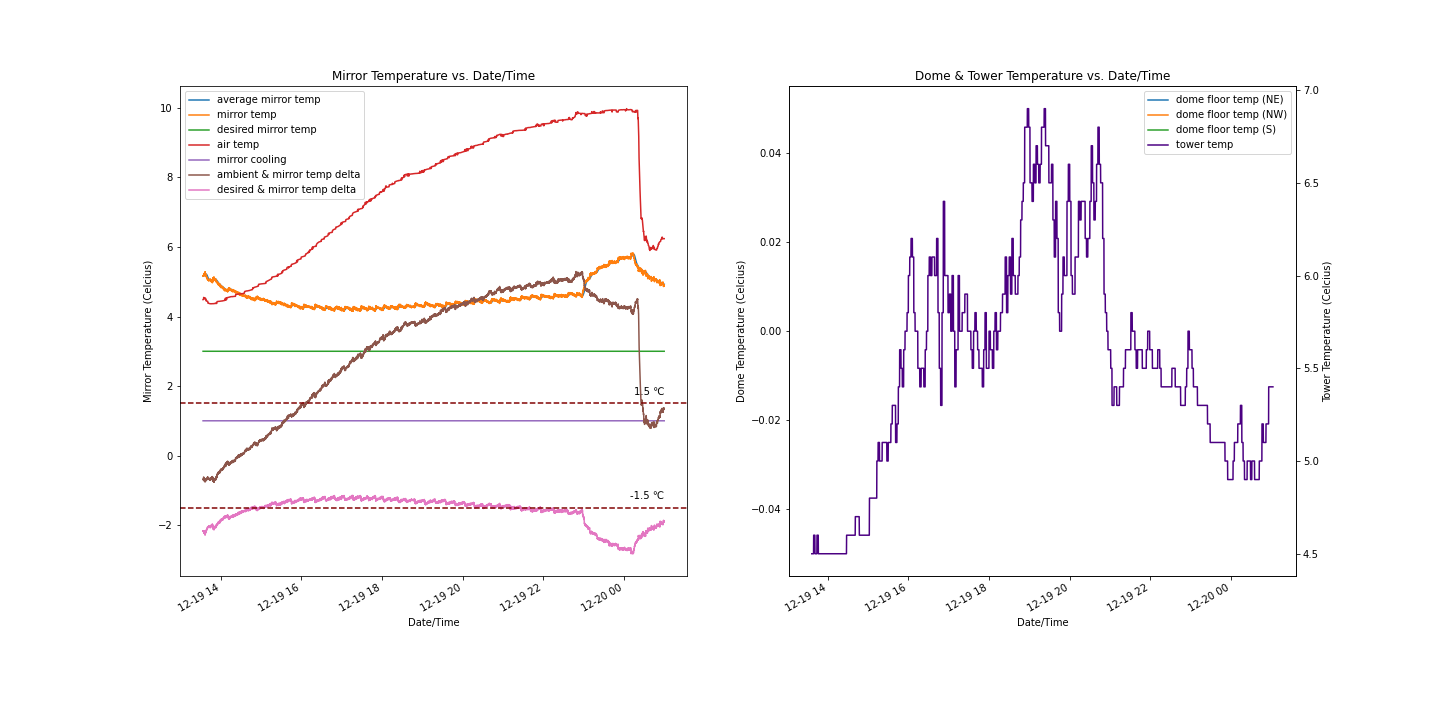 Mirror Temperature vs. Date/Time
average mirror temp
mirror temp
desired mirror temp
air temp
mirror cooling
ambient & mirror temp delta
desired & mirror temp delta
10
8
6
4
2
0
−2
Mirror Temperature (Celcius)
1.5 °C
-1.5 °C
12-19 14
12-19 16
12-19 18
12-19 20
12-19 22
12-20 00
Date/Time
Dome & Tower Temperature vs. Date/Time
dome floor temp (NE)
dome floor temp (NW)
dome floor temp (S)
tower temp
0.04
0.02
0.00
−0.02
−0.04
Dome Temperature (Celcius)
7.0
6.5
6.0
5.5
5.0
4.5
Tower Temperature (Celcius)
12-19 14
12-19 16
12-19 18
12-19 20
12-19 22
12-20 00
Date/Time